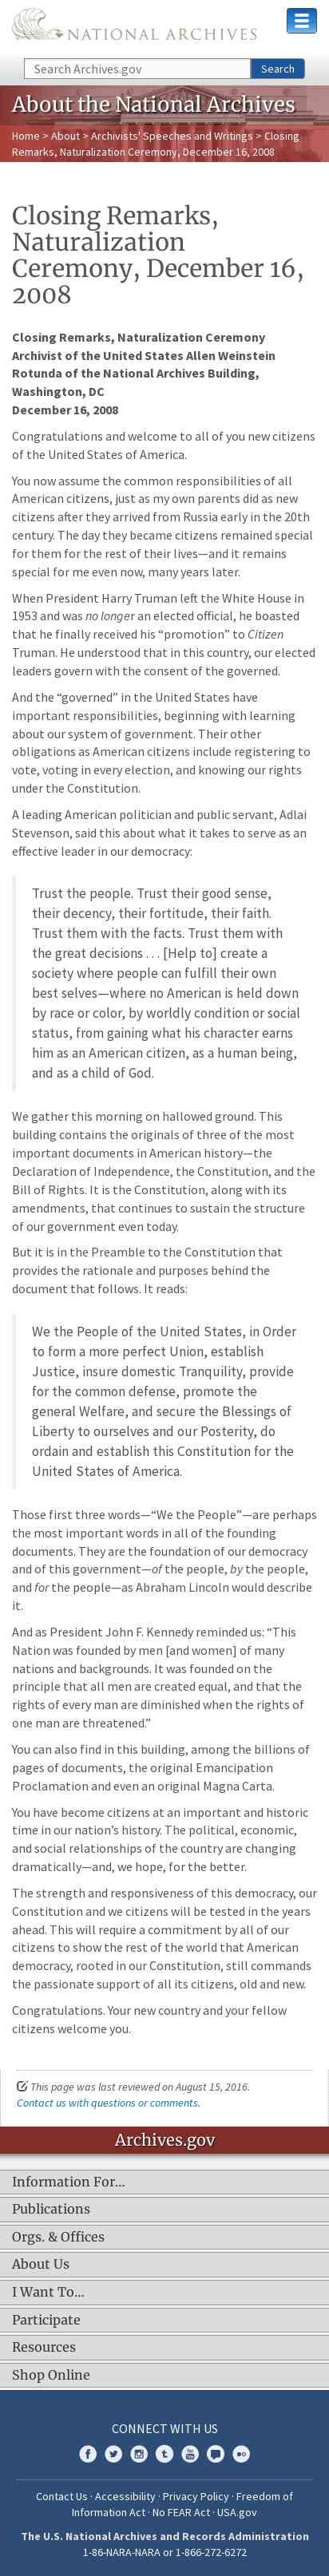 NATIONAL ARCHIVES
Search Archives.gov
Search
About the National Archives
Home > About > Archivists' Speeches and Writings > Closing
Remarks, Naturalization Ceremony, December 16, 2008
Closing Remarks,
Naturalization
Ceremony, December 16,
2008
Closing Remarks, Naturalization Ceremony
Archivist of the United States Allen Weinstein
Rotunda of the National Archives Building,
Washington, DC
December 16, 2008
Congratulations and welcome to all of you new citizens
of the United States of America.
You now assume the common responsibilities of all
American citizens, just as my own parents did as new
citizens after they arrived from Russia early in the 20th
century. The day they became citizens remained special
for them for the rest of their lives—and it remains
special for me even now, many years later.
When President Harry Truman left the White House in
1953 and was no longer an elected official, he boasted
that he finally received his “promotion” to Citizen
Truman. He understood that in this country, our elected
leaders govern with the consent of the governed.
And the “governed” in the United States have
important responsibilities, beginning with learning
about our system of government. Their other
obligations as American citizens include registering to
vote, voting in every election, and knowing our rights
under the Constitution.
A leading American politician and public servant, Adlai
Stevenson, said this about what it takes to serve as an
effective leader in our democracy:
Trust the people. Trust their good sense,
their decency, their fortitude, their faith.
Trust them with the facts. Trust them with
the great decisions . . . [Help to] create a
society where people can fulfill their own
best selves—where no American is held down
by race or color, by worldly condition or social
status, from gaining what his character earns
him as an American citizen, as a human being,
and as a child of God.
We gather this morning on hallowed ground. This
building contains the originals of three of the most
important documents in American history—the
Declaration of Independence, the Constitution, and the
Bill of Rights. It is the Constitution, along with its
amendments, that continues to sustain the structure
of our government even today.
But it is in the Preamble to the Constitution that
provides the rationale and purposes behind the
document that follows. It reads:
We the People of the United States, in Order
to form a more perfect Union, establish
Justice, insure domestic Tranquility, provide
for the common defense, promote the
general Welfare, and secure the Blessings of
Liberty to ourselves and our Posterity, do
ordain and establish this Constitution for the
United States of America.
Those first three words—“We the People”—are perhaps
the most important words in all of the founding
documents. They are the foundation of our democracy
and of this government—of the people, by the people,
and for the people—as Abraham Lincoln would describe
it.
And as President John F. Kennedy reminded us: “This
Nation was founded by men [and women] of many
nations and backgrounds. It was founded on the
principle that all men are created equal, and that the
rights of every man are diminished when the rights of
one man are threatened.”
You can also find in this building, among the billions of
pages of documents, the original Emancipation
Proclamation and even an original Magna Carta.
You have become citizens at an important and historic
time in our nation’s history. The political, economic,
and social relationships of the country are changing
dramatically—and, we hope, for the better.
The strength and responsiveness of this democracy, our
Constitution and we citizens will be tested in the years
ahead. This will require a commitment by all of our
citizens to show the rest of the world that American
democracy, rooted in our Constitution, still commands
the passionate support of all its citizens, old and new.
Congratulations. Your new country and your fellow
citizens welcome you.
This page was last reviewed on August 15, 2016.
Contact us with questions or comments.
Archives.gov
Information For…
Publications
Orgs. & Offices
About Us
I Want To…
Participate
Resources
Shop Online
CONNECT WITH US
Contact Us · Accessibility · Privacy Policy · Freedom of
Information Act · No FEAR Act · USA.gov
The U.S. National Archives and Records Administration
1-86-NARA-NARA or 1-866-272-6272